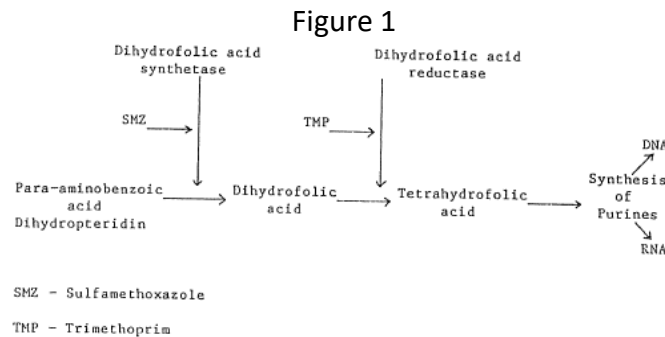 Figure 1
Dihydrofolic acid
synthetase
Dihydrofolic acid
reductase
SMZ
TMP
DNA
Para-aminobenzoic
acid
Dihydropteridin
Dihydrofolic
acid
Tetrahydrofolic
acid
Synthesis
of
Purines
RNA
SMZ - Sulfamethoxazole
TMP - Trimethoprim